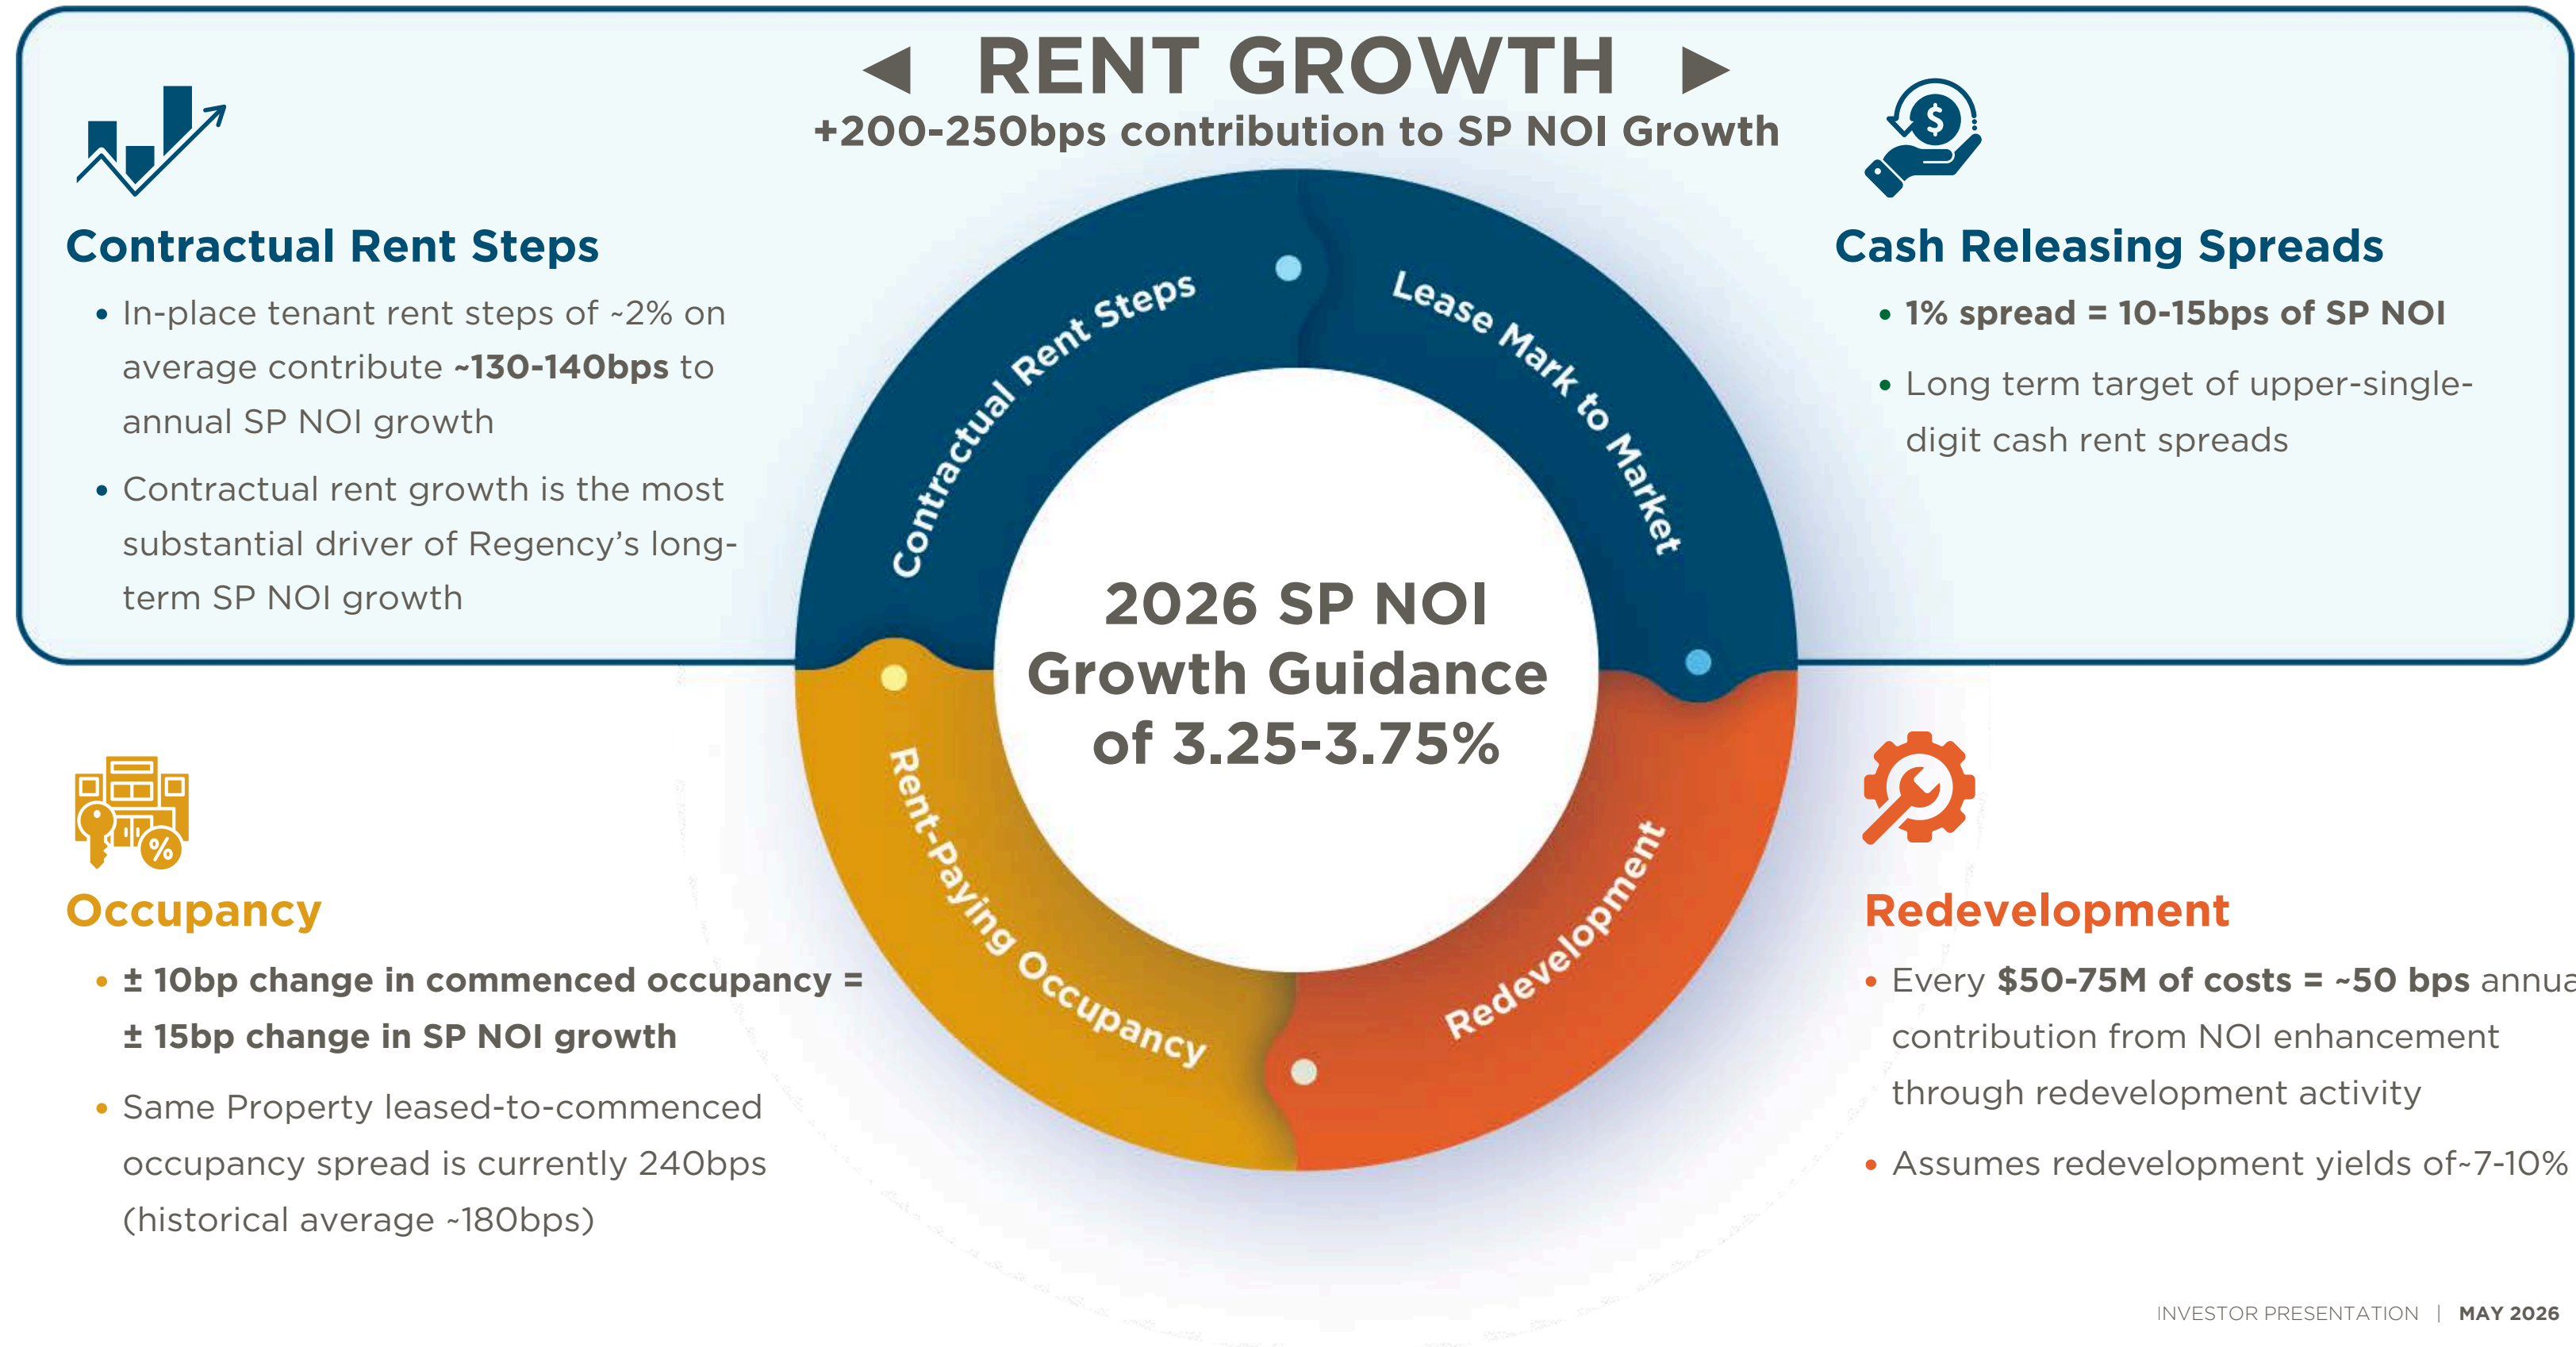 ◄ RENT GROWTH ►
+200-250bps contribution to SP NOI Growth
Contractual Rent Steps
• In-place tenant rent steps of ~2% on
average contribute ~130-140bps to
annual SP NOI growth
• Contractual rent growth is the most
substantial driver of Regency’s long-
term SP NOI growth
Cash Releasing Spreads
• 1% spread = 10-15bps of SP NOI
• Long term target of upper-single-
digit cash rent spreads
Contractual Rent Steps
Lease Mark to Market
2026 SP NOI
Growth Guidance
of 3.25-3.75%
Rent-Paying Occupancy
Redevelopment
%
$
Occupancy
• ± 10bp change in commenced occupancy =
± 15bp change in SP NOI growth
• Same Property leased-to-commenced
occupancy spread is currently 240bps
(historical average ~180bps)
Redevelopment
• Every $50-75M of costs = ~50 bps annua
contribution from NOI enhancement
through redevelopment activity
• Assumes redevelopment yields of~7-10%
INVESTOR PRESENTATION | MAY 2026